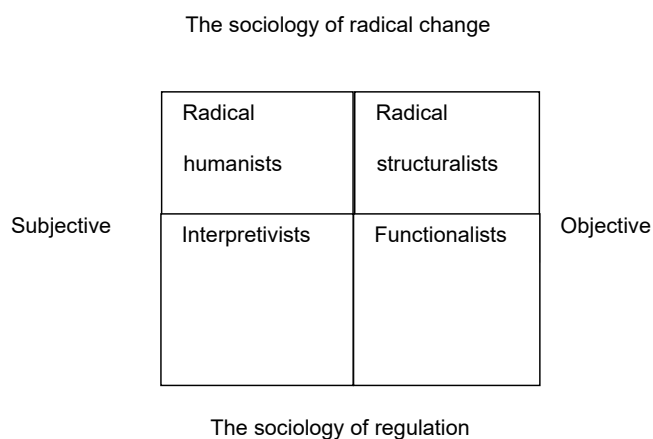 The sociology of radical change
Radical
humanists
Radical
structuralists
Subjective
Interpretivists
Functionalists
Objective
The sociology of regulation